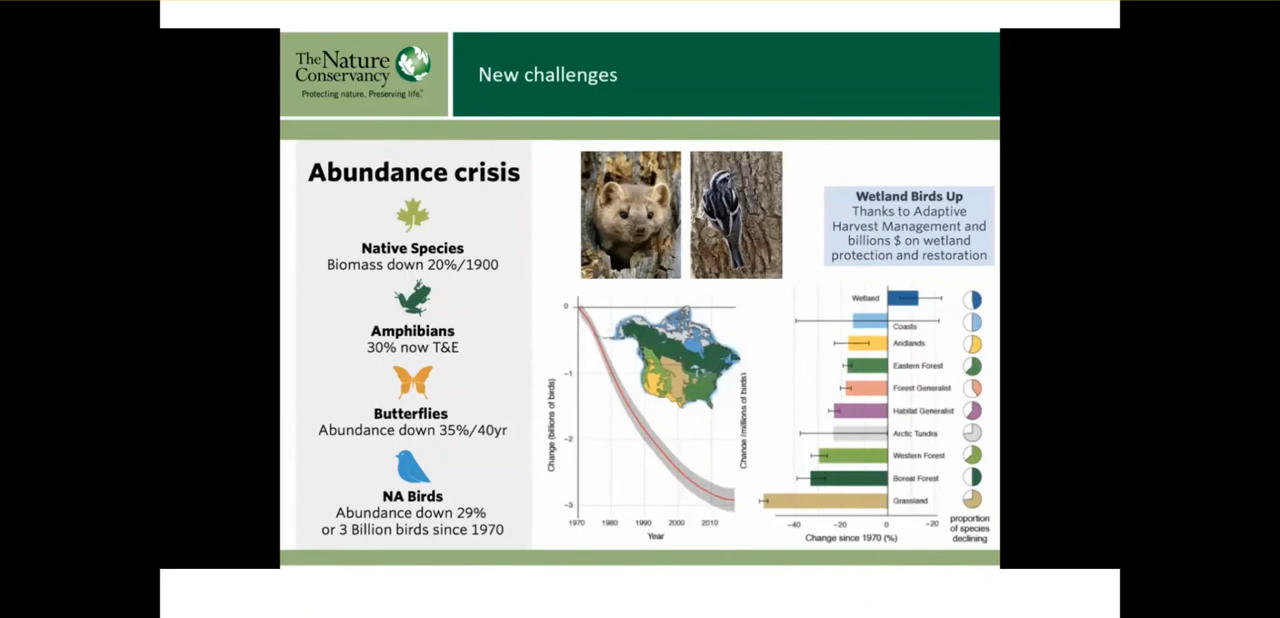 The Nature
Conservancy
Protecting nature. Preserving life.™
New challenges
Abundance crisis
Native Species
Biomass down 20%/1900
Amphibians
30% now T&E
Butterflies
Abundance down 35%/40yr
NA Birds
Abundance down 29%
or 3 Billion birds since 1970
Wetland Birds Up
Thanks to Adaptive
Harvest Management and
billions $ on wetland
protection and restoration
Change (billions of birds)
0
−1
−2
−3
1970 1980 1990 2000 2010
Year
Change (millions of birds)
Wetland
Coasts
Aridlands
Eastern Forest
Forest Generalist
Habitat Generalist
Arctic Tundra
Western Forest
Boreal Forest
Grassland
−40 −20 0 −20
Change since 1970 (%)
proportion
of species
declining